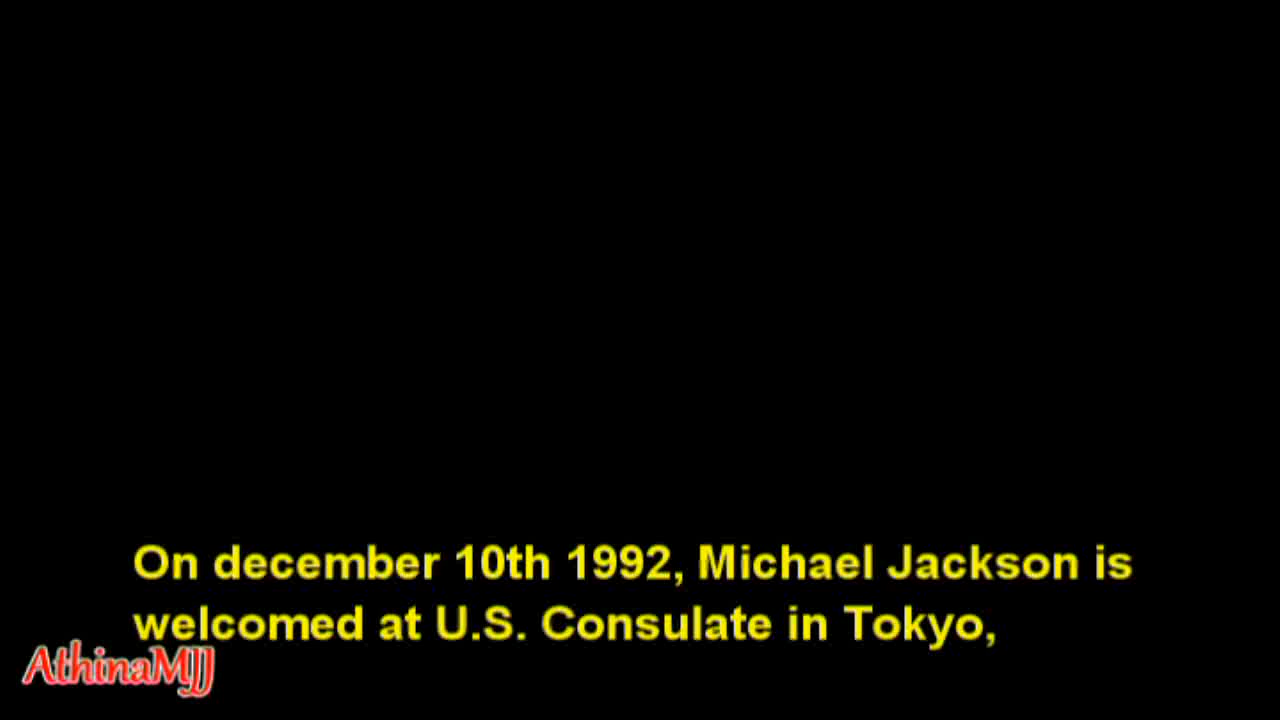 On december 10th 1992, Michael Jackson is
welcomed at U.S. Consulate in Tokyo,
AthinaMJJ